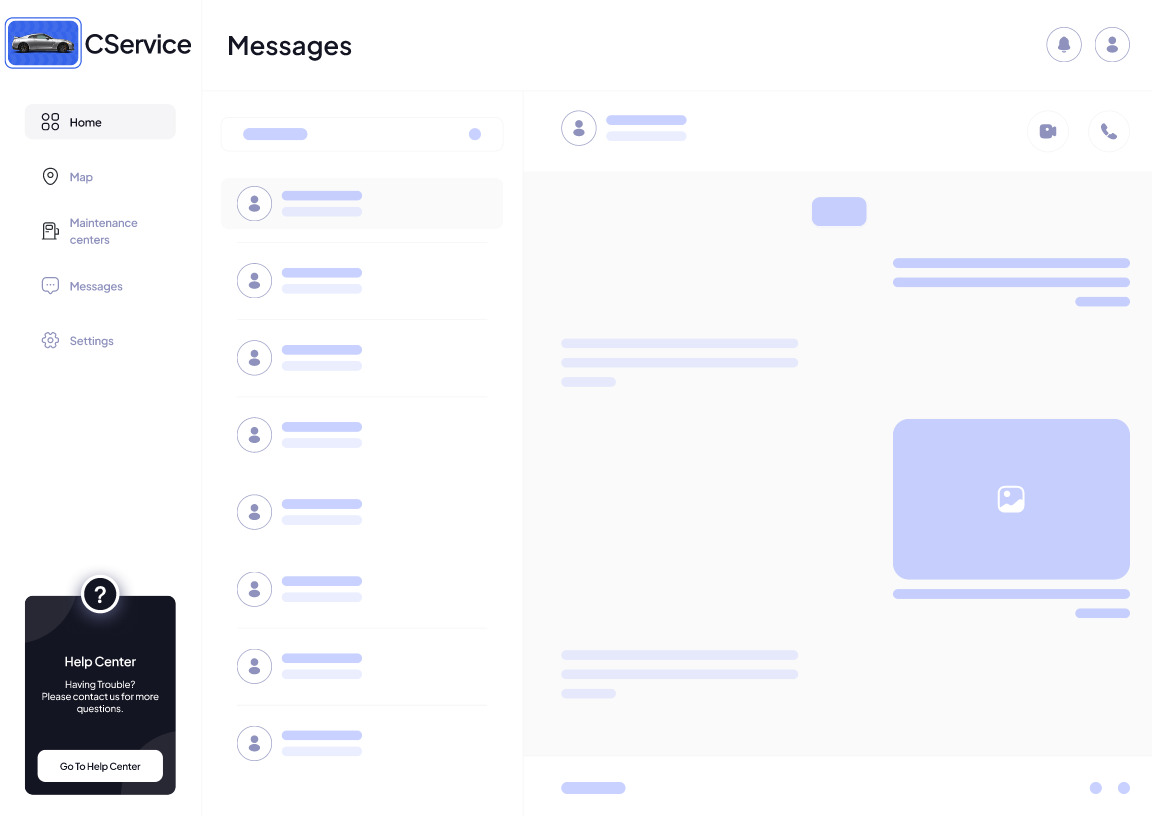 CService
Messages
Home
Map
Maintenance
centers
Messages
Settings
?
Help Center
Having Trouble?
Please contact us for more
questions.
Go To Help Center